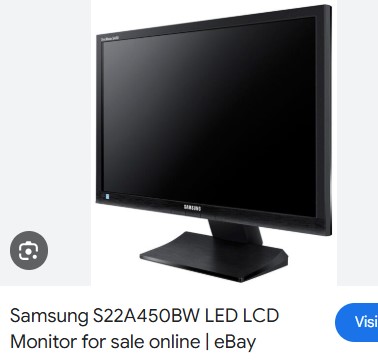 SAMSUNG
Samsung S22A450BW LED LCD
Monitor for sale online | eBay
Visi